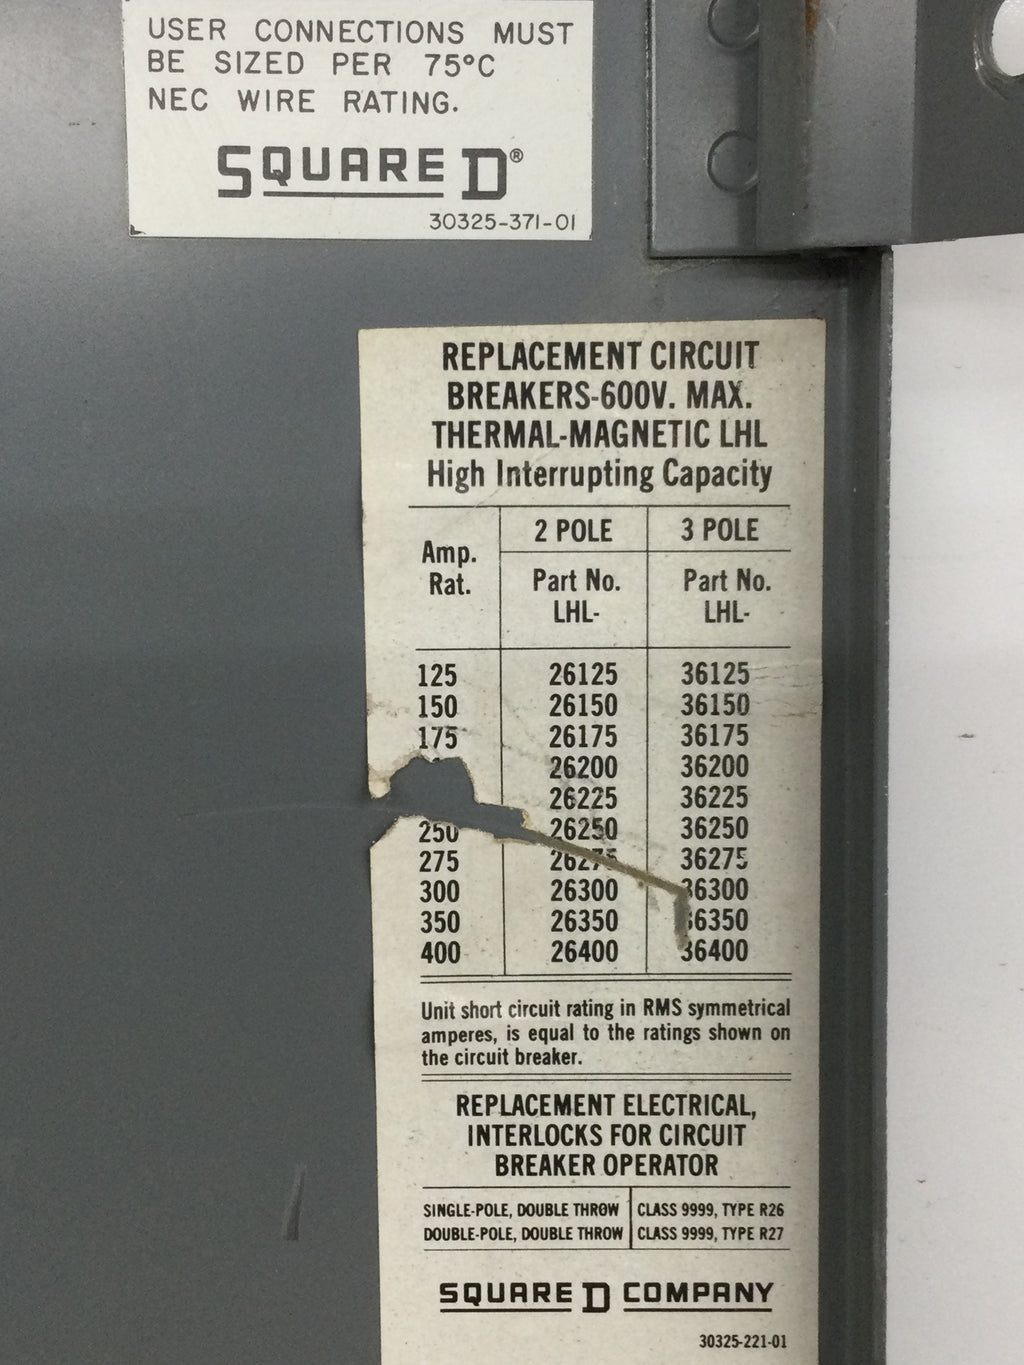 USER CONNECTIONS MUST
BE SIZED PER 75°C
NEC WIRE RATING.
SQUARE D®
30325-371-01
REPLACEMENT CIRCUIT
BREAKERS-600V. MAX.
THERMAL-MAGNETIC LHL
High Interrupting Capacity
Amp. Rat. 2 POLE 3 POLE
Part No. LHL- Part No. LHL-
125 26125 36125
150 26150 36150
175 26175 36175
26200 36200
26225 36225
250 26250 36250
275 26275 36275
300 26300 36300
350 26350 36350
400 26400 36400
Unit short circuit rating in RMS symmetrical
amperes, is equal to the ratings shown on
the circuit breaker.
REPLACEMENT ELECTRICAL,
INTERLOCKS FOR CIRCUIT
BREAKER OPERATOR
SINGLE-POLE, DOUBLE THROW CLASS 9999, TYPE R26
DOUBLE-POLE, DOUBLE THROW CLASS 9999, TYPE R27
SQUARE D COMPANY
30325-221-01